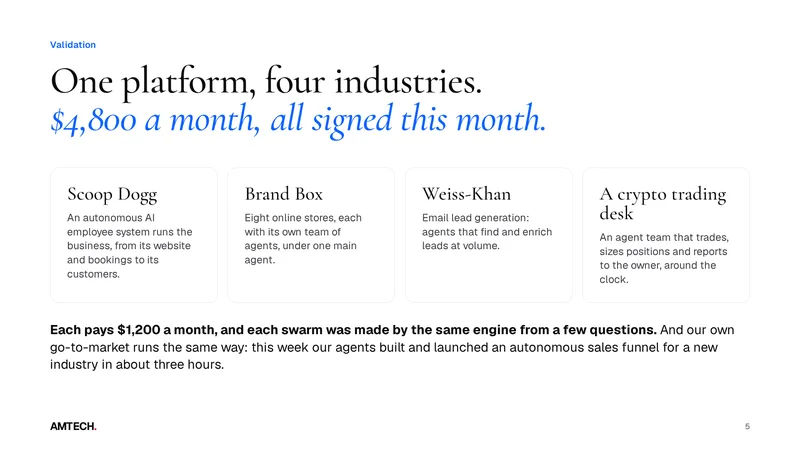 Validation
One platform, four industries.
$4,800 a month, all signed this month.
Scoop Dogg
An autonomous AI
employee system runs the
business, from its website
and bookings to its
customers.
Brand Box
Eight online stores, each
with its own team of
agents, under one main
agent.
Weiss-Khan
Email lead generation:
agents that find and enrich
leads at volume.
A crypto trading
desk
An agent team that trades,
sizes positions and reports
to the owner, around the
clock.
Each pays $1,200 a month, and each swarm was made by the same engine from a few questions. And our own
go-to-market runs the same way: this week our agents built and launched an autonomous sales funnel for a new
industry in about three hours.
AMTECH.
5